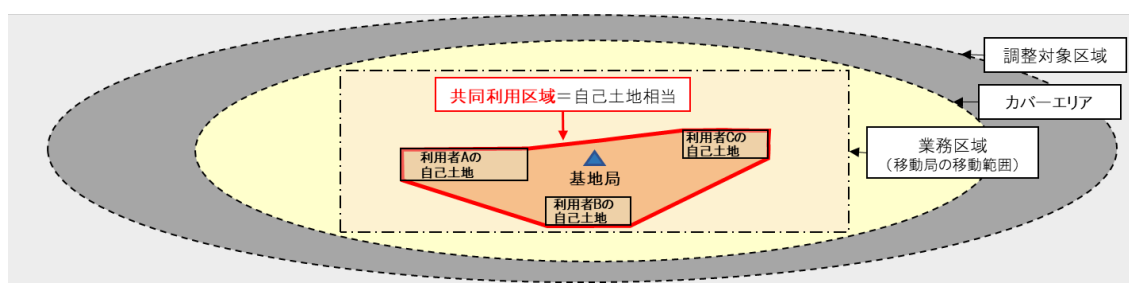 調整対象区域
共同利用区域＝自己土地相当
カバーエリア
利用者Cの
自己土地
業務区域
（移動局の移動範囲）
利用者Aの
自己土地
基地局
利用者Bの
自己土地